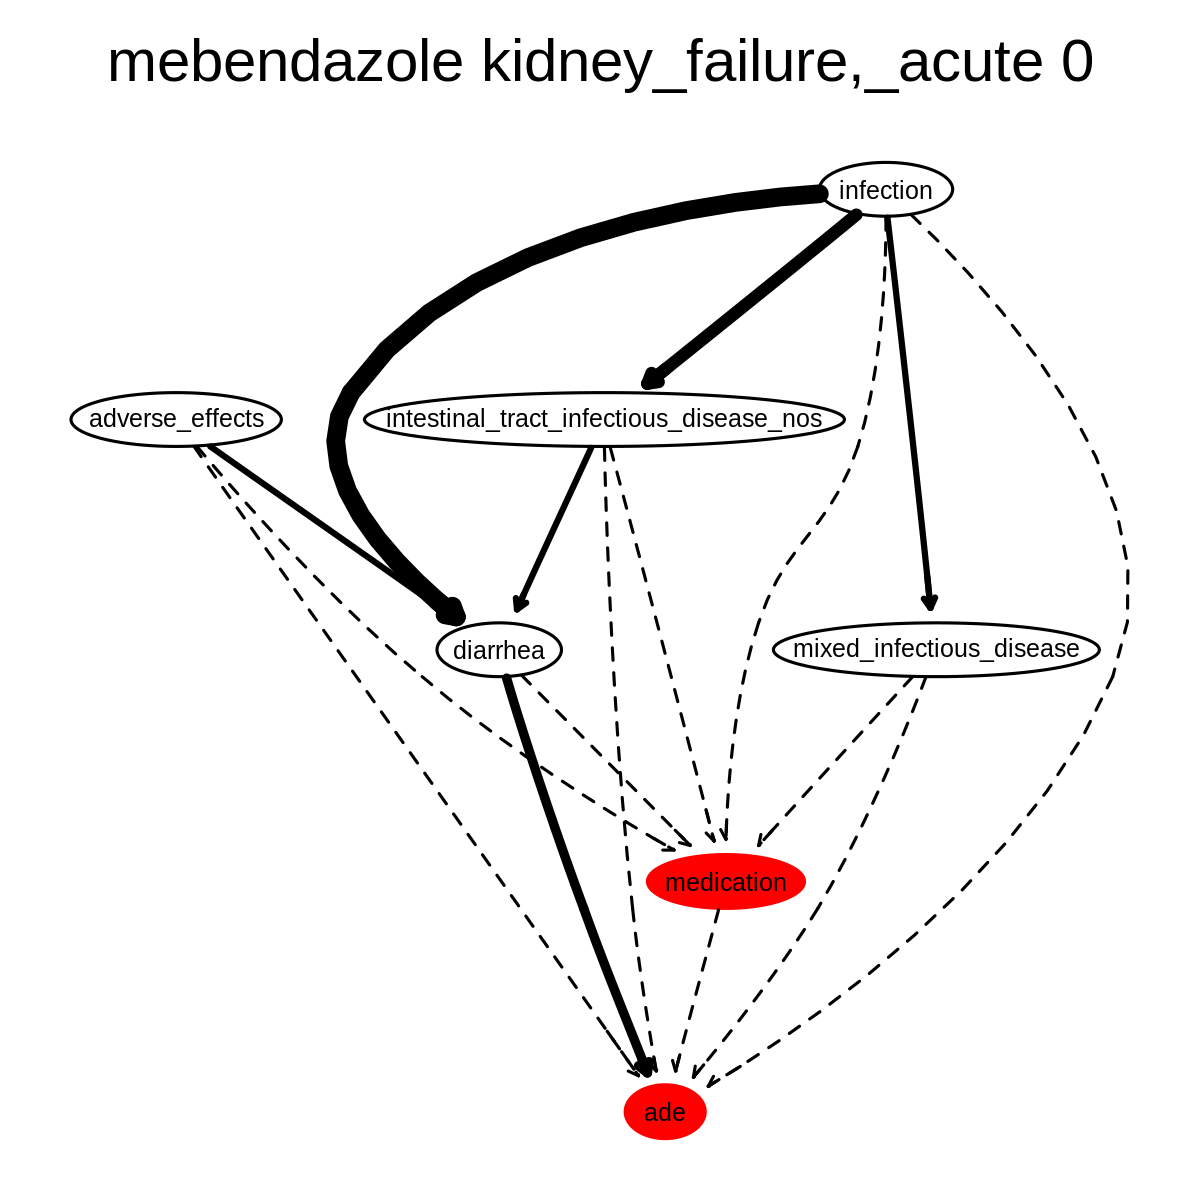 mebendazole kidney_failure,_acute 0
infection
adverse_effects
intestinal_tract_infectious_disease_nos
diarrhea
mixed_infectious_disease
medication
ade